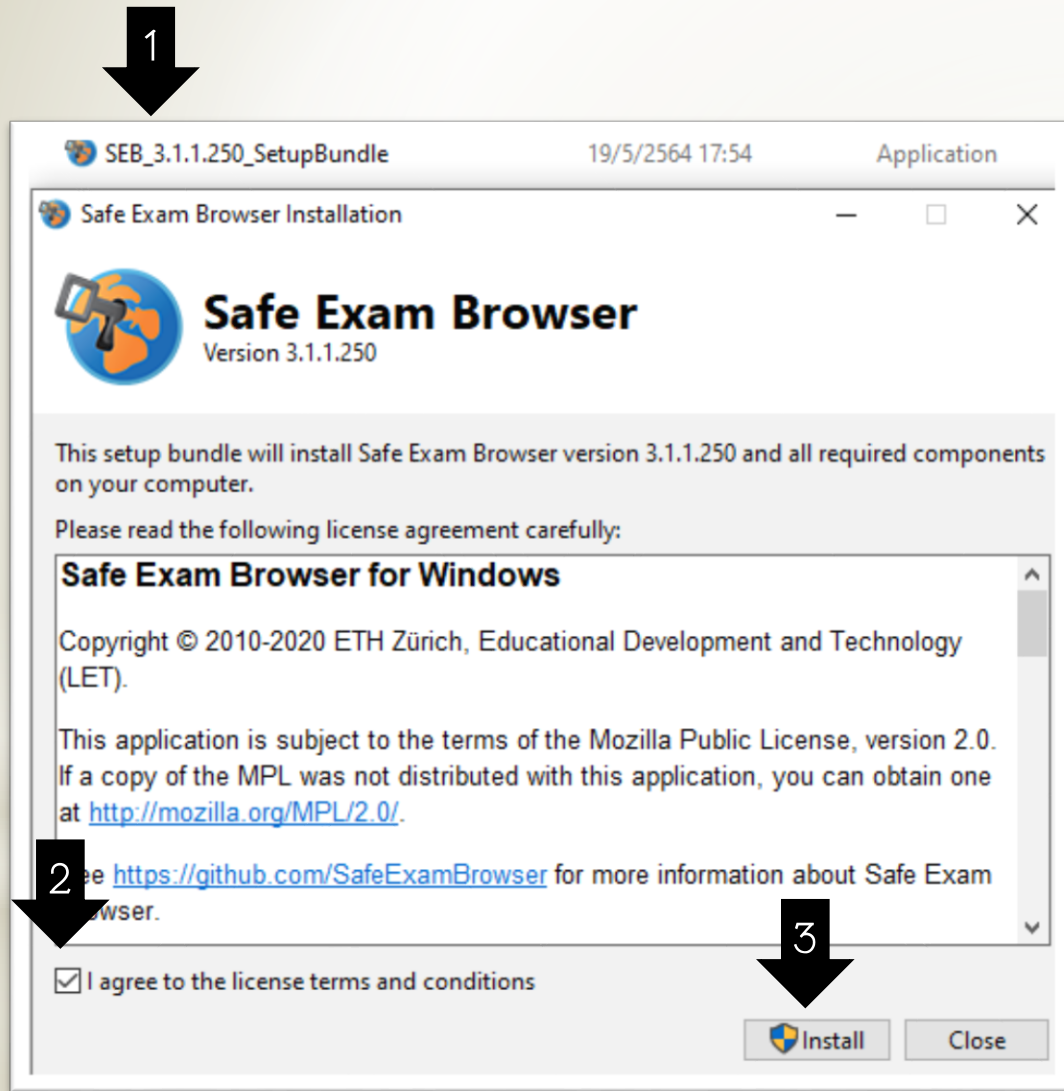 1
SEB_3.1.1.250_SetupBundle 19/5/2564 17:54 Application
Safe Exam Browser Installation
Safe Exam Browser
Version 3.1.1.250
This setup bundle will install Safe Exam Browser version 3.1.1.250 and all required components
on your computer.
Please read the following license agreement carefully:
Safe Exam Browser for Windows
Copyright © 2010-2020 ETH Zürich, Educational Development and Technology
(LET).
This application is subject to the terms of the Mozilla Public License, version 2.0.
If a copy of the MPL was not distributed with this application, you can obtain one
at http://mozilla.org/MPL/2.0/.
2 ee https://github.com/SafeExamBrowser for more information about Safe Exam
wser.
3
I agree to the license terms and conditions
Install Close